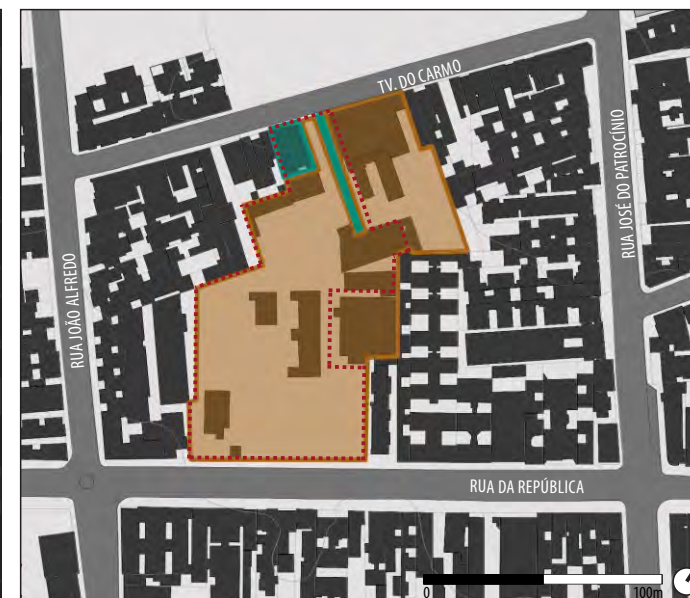 TV. DO CARMO
RUA JOSÉ DO PATROCÍNIO
RUA JOÃO ALFREDO
RUA DA REPÚBLICA
0 100m